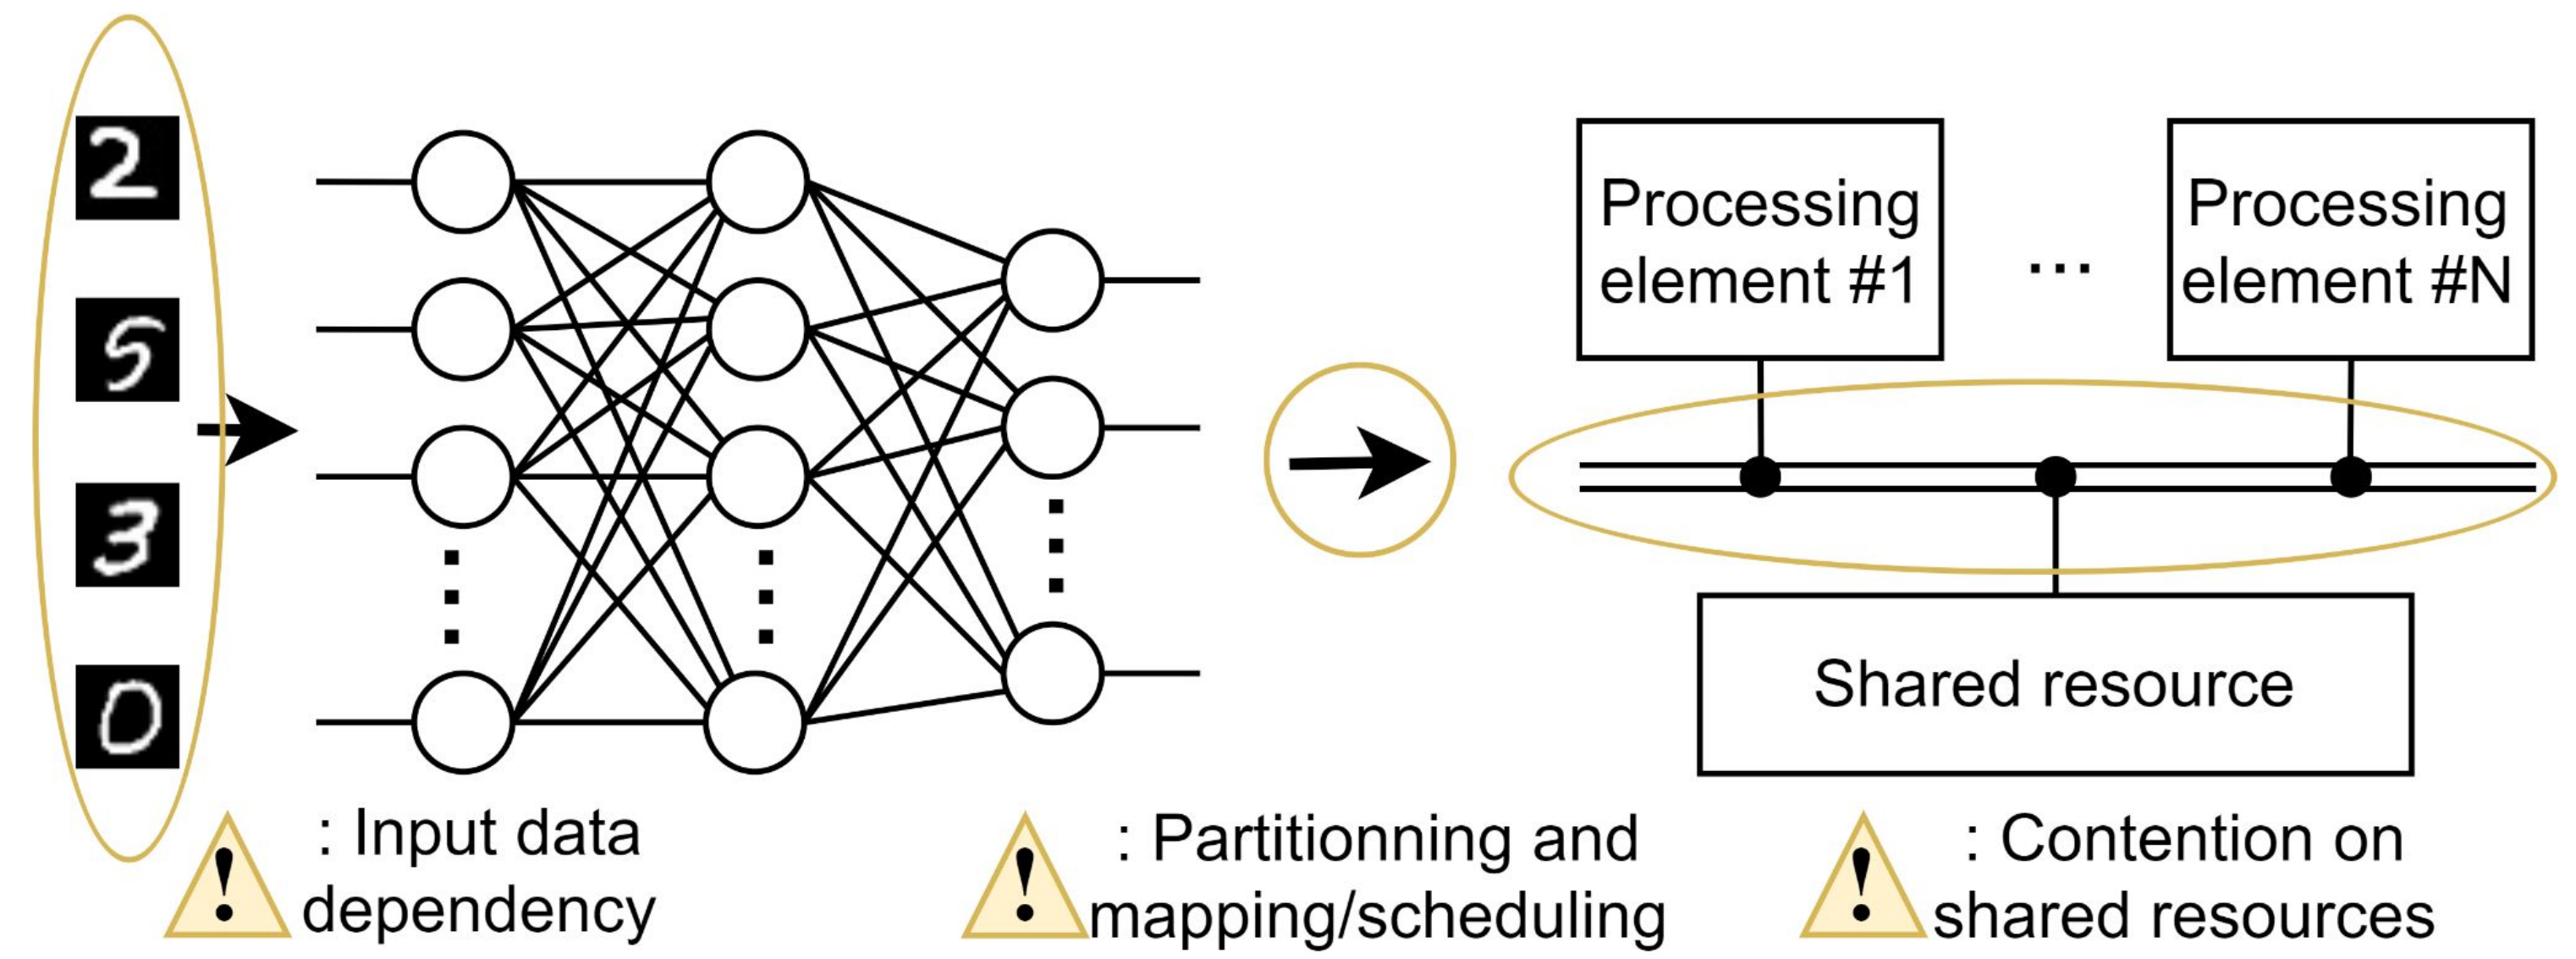 2
5
3
0
Processing
element #1
...
Processing
element #N
Shared resource
! : Input data
dependency
! : Partitionning and
mapping/scheduling
! : Contention on
shared resources